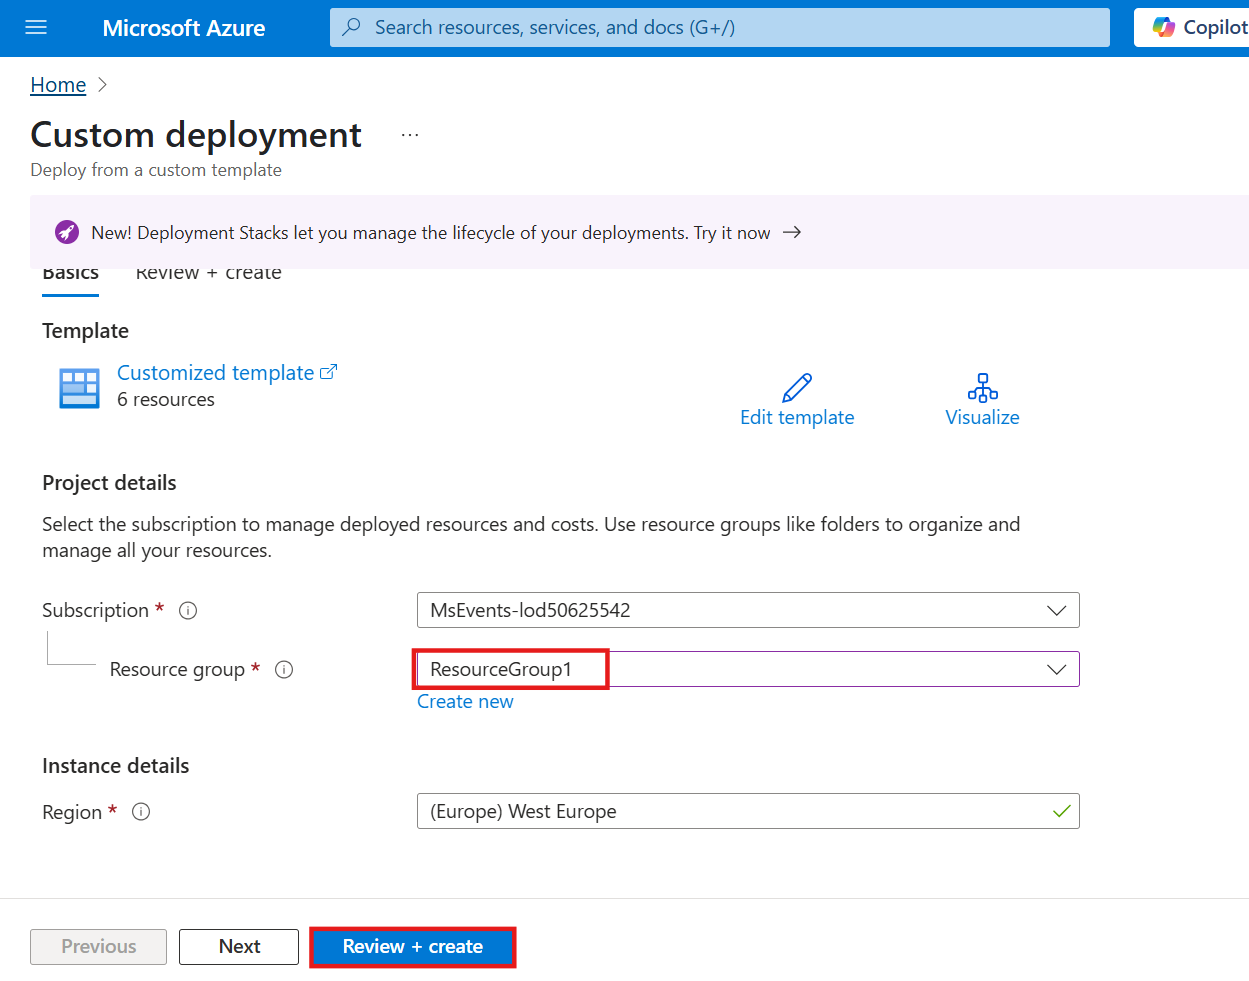 Microsoft Azure
Search resources, services, and docs (G+/)
Copilot
Home
Custom deployment
...
Deploy from a custom template
New! Deployment Stacks let you manage the lifecycle of your deployments. Try it now →
Basics
Review + create
Template
Customized template
6 resources
Edit template
Visualize
Project details
Select the subscription to manage deployed resources and costs. Use resource groups like folders to organize and
manage all your resources.
Subscription *
MsEvents-lod50625542
Resource group *
ResourceGroup1
Create new
Instance details
Region *
(Europe) West Europe
Previous
Next
Review + create